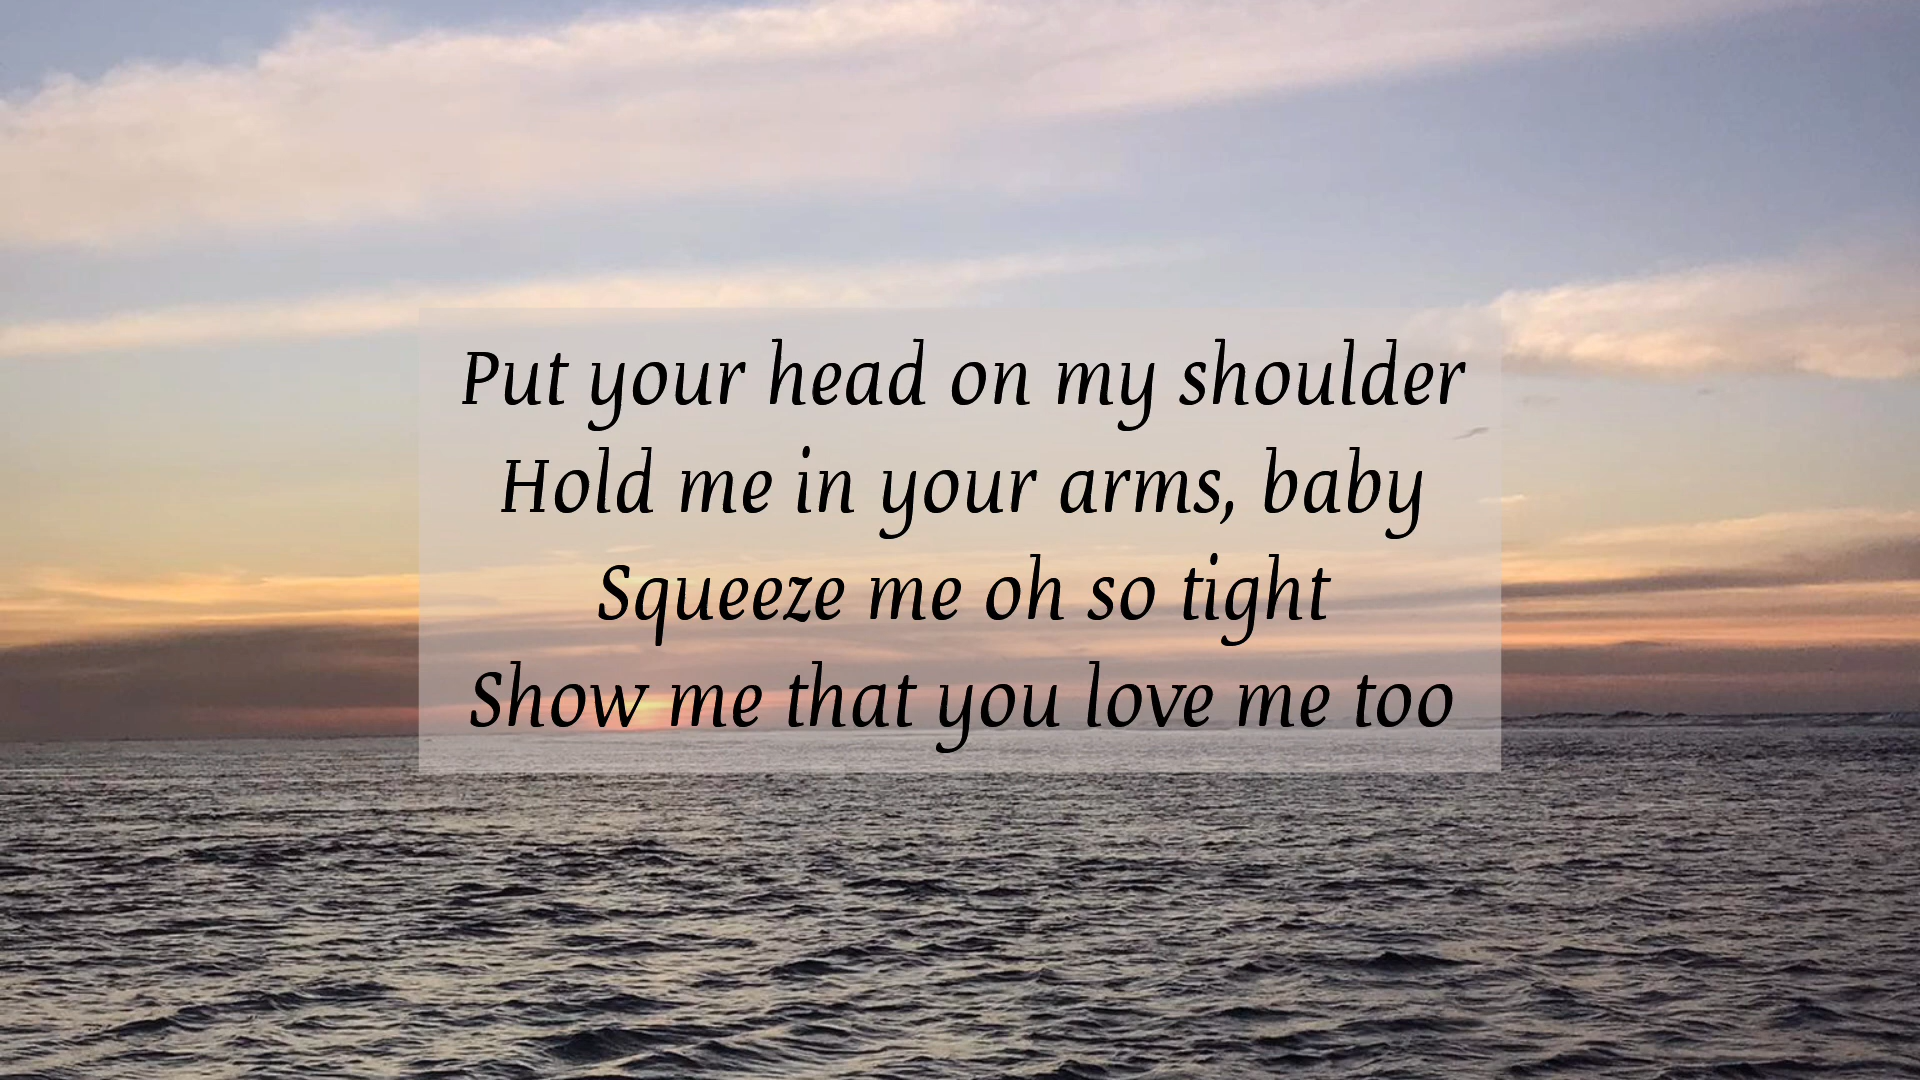 Put your head on my shoulder
Hold me in your arms, baby
Squeeze me oh so tight
Show me that you love me too